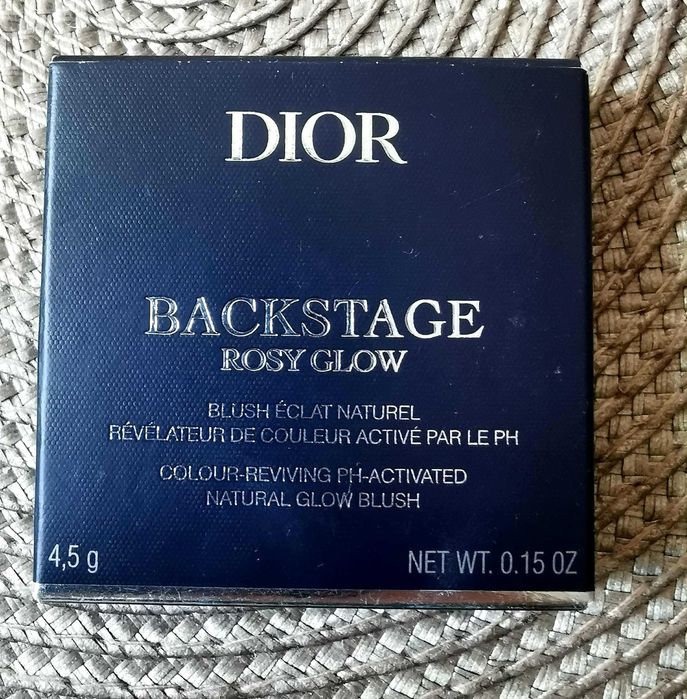 DIOR
BACKSTAGE
ROSY GLOW
BLUSH ÉCLAT NATUREL
RÉVÉLATEUR DE COULEUR ACTIVÉ PAR LE PH
COLOUR-REVIVING PH-ACTIVATED
NATURAL GLOW BLUSH
4,5 g
NET WT. 0.15 OZ